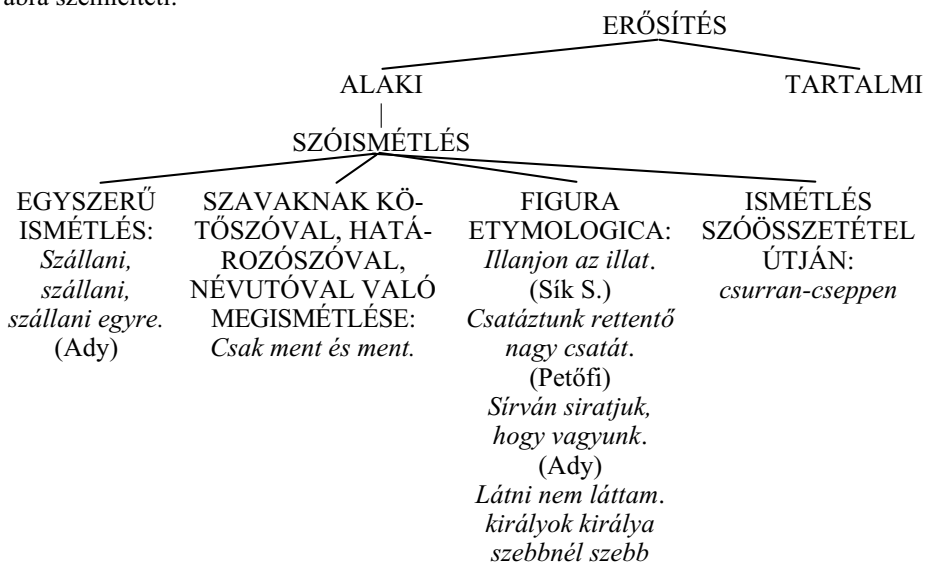 ábra szemlélteti.
ERŐSÍTÉS
ALAKI
TARTALMI
SZÓISMÉTLÉS
EGYSZERŰ
ISMÉTLÉS:
Szállani,
szállani,
szállani egyre.
(Ady)
SZAVAKNAK KÖ-
TŐSZÓVAL, HATÁ-
ROZÓSZÓVAL,
NÉVUTÓVAL VALÓ
MEGISMÉTLÉSE:
Csak ment és ment.
FIGURA
ETYMOLOGICA:
Illanjon az illat.
(Sík S.)
Csatáztunk rettentő
nagy csatát.
(Petőfi)
Sírván siratjuk,
hogy vagyunk.
(Ady)
Látni nem láttam.
királyok királya
szebbnél szebb
ISMÉTLÉS
SZÓÖSSZETÉTEL
ÚTJÁN:
csurran-cseppen